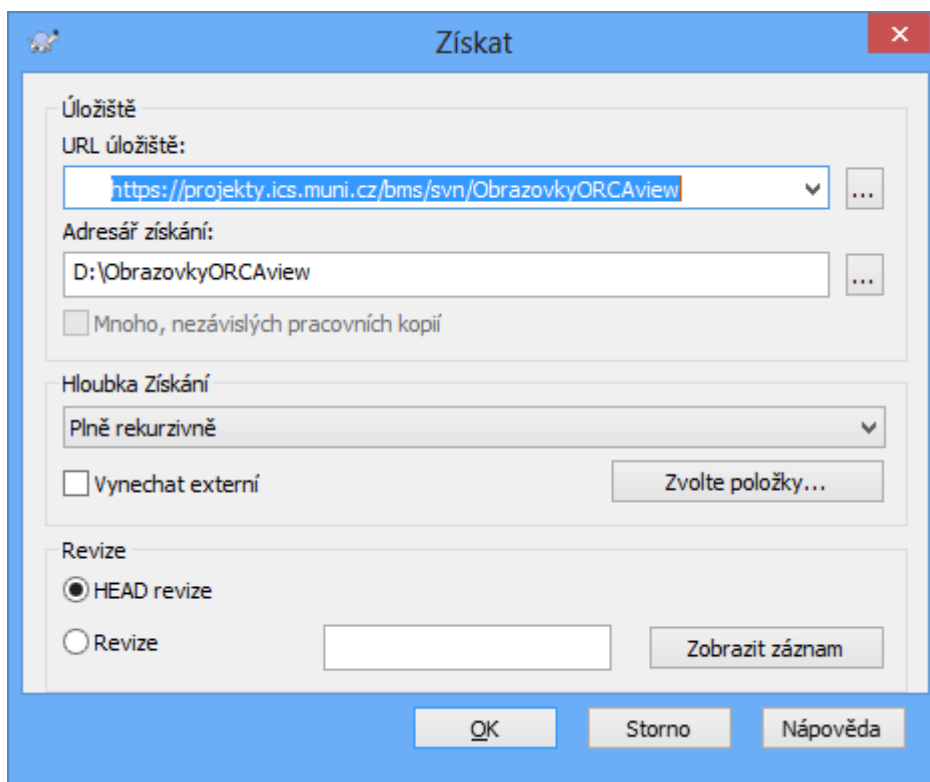 Získat
Úložiště
URL úložiště:
https://projekty.ics.muni.cz/bms/svn/ObrazovkyORCAview
...
Adresář získání:
D:\ObrazovkyORCAview
...
Mnoho, nezávislých pracovních kopií
Hloubka Získání
Plně rekurzivně
Vynechat externí
Zvolte položky...
Revize
HEAD revize
Revize
Zobrazit záznam
OK
Storno
Nápověda